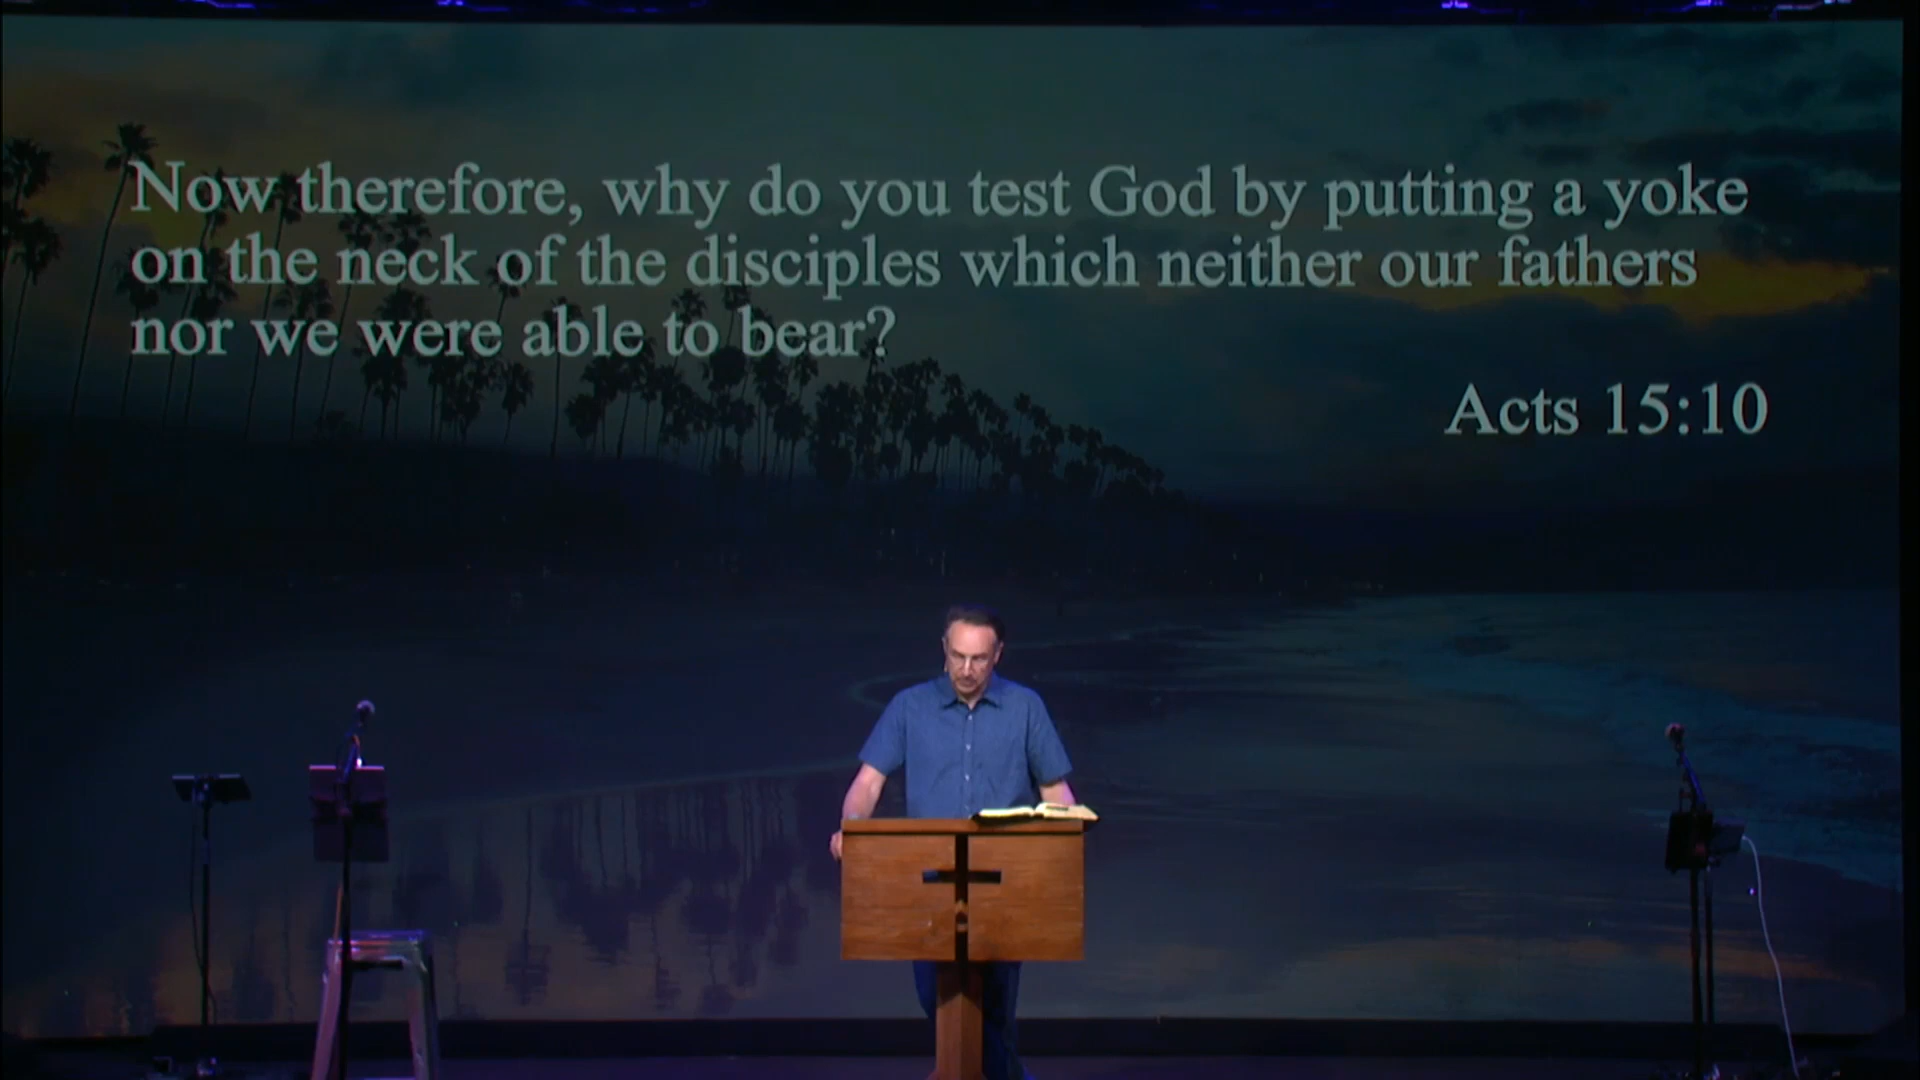 Now therefore, why do you test God by putting a yoke
on the neck of the disciples which neither our fathers
nor we were able to bear?
Acts 15:10